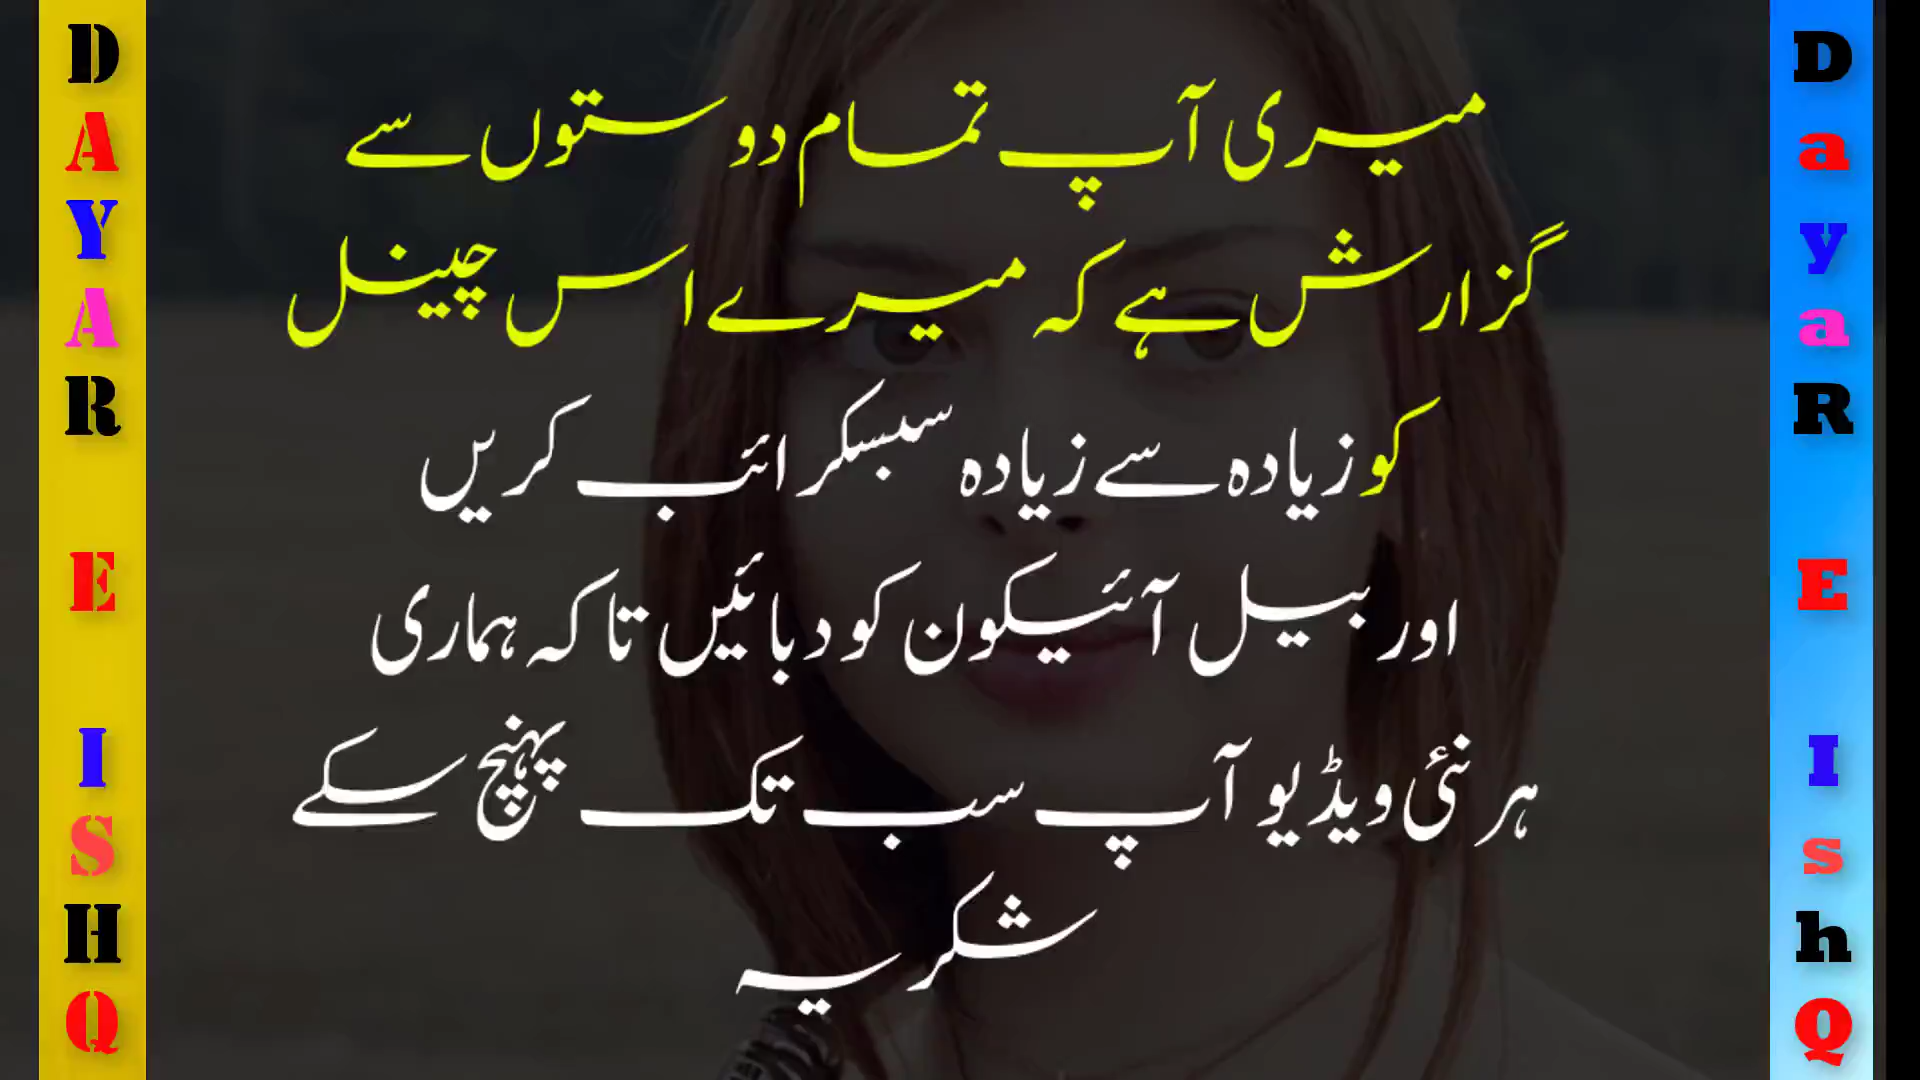 DAYAR E ISHQ
میری آپ تمام دوستوں سے
گزارش ہے کہ میرے اس چینل
کو زیادہ سے زیادہ سبسکرائب کریں
اور بیل آئیکون کو دبائیں تاکہ ہماری
ہر نئی ویڈیو آپ سب تک پہنچ سکے
شکریہ
DayaR E IshQ